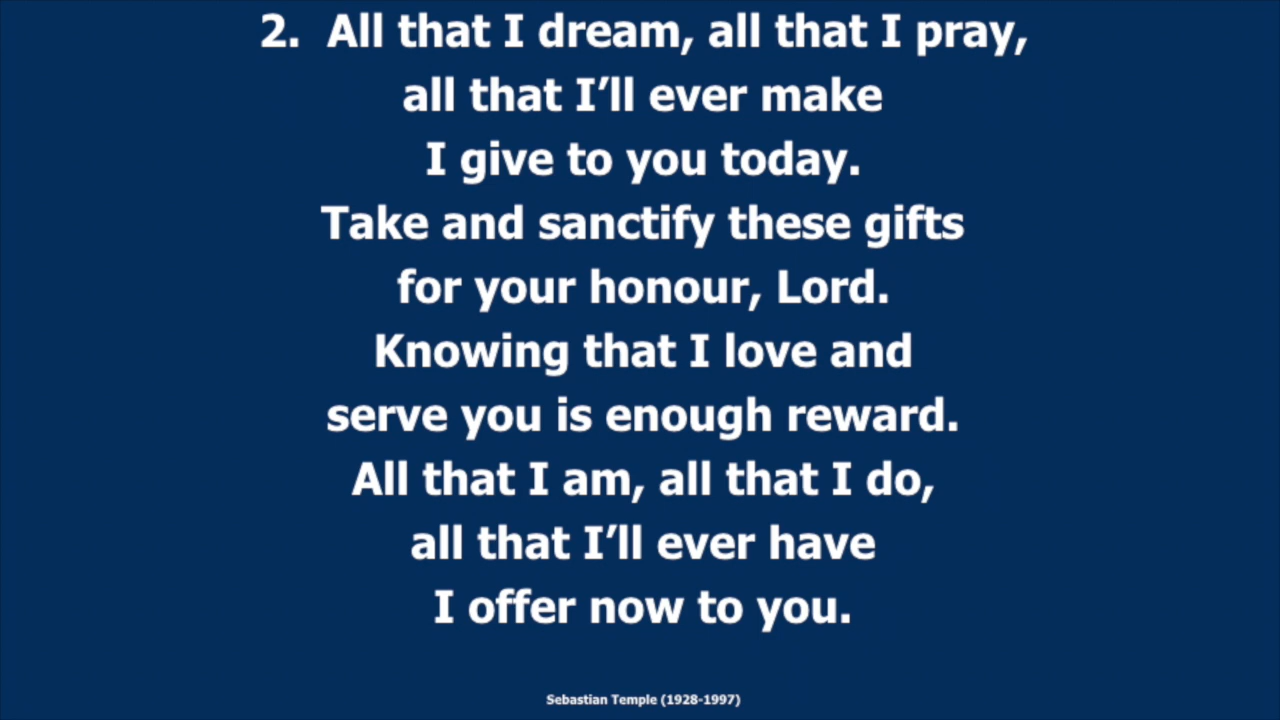 2. All that I dream, all that I pray,
all that I’ll ever make
I give to you today.
Take and sanctify these gifts
for your honour, Lord.
Knowing that I love and
serve you is enough reward.
All that I am, all that I do,
all that I’ll ever have
I offer now to you.
Sebastian Temple (1928-1997)